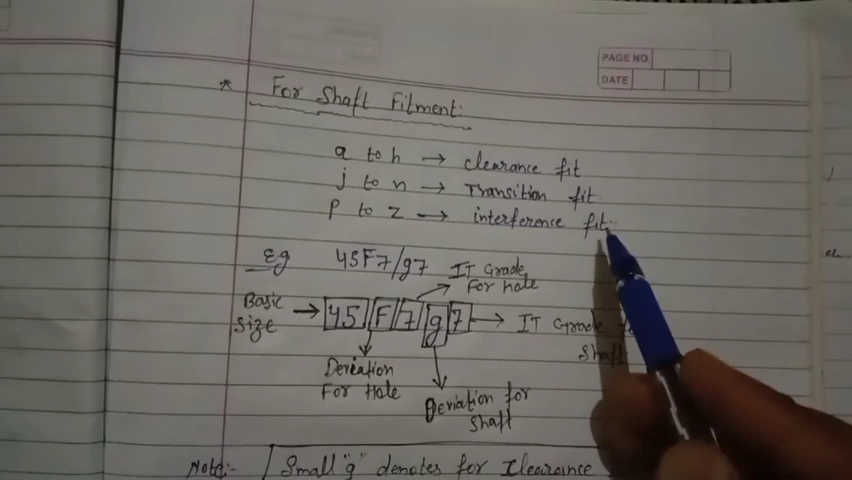 PAGE NO.
DATE
* For Shaft Fitment:
a to h → clearance fit
j to n → Transition fit
p to z → interference fit
E.g 45F7/g7
IT Grade
For hole
Basic
Size → 45 F 7 g 7 → IT Grade
Shaft
Deviation
For Hole
Deviation for
Shaft
Note:- Small "g" denotes for Clearance